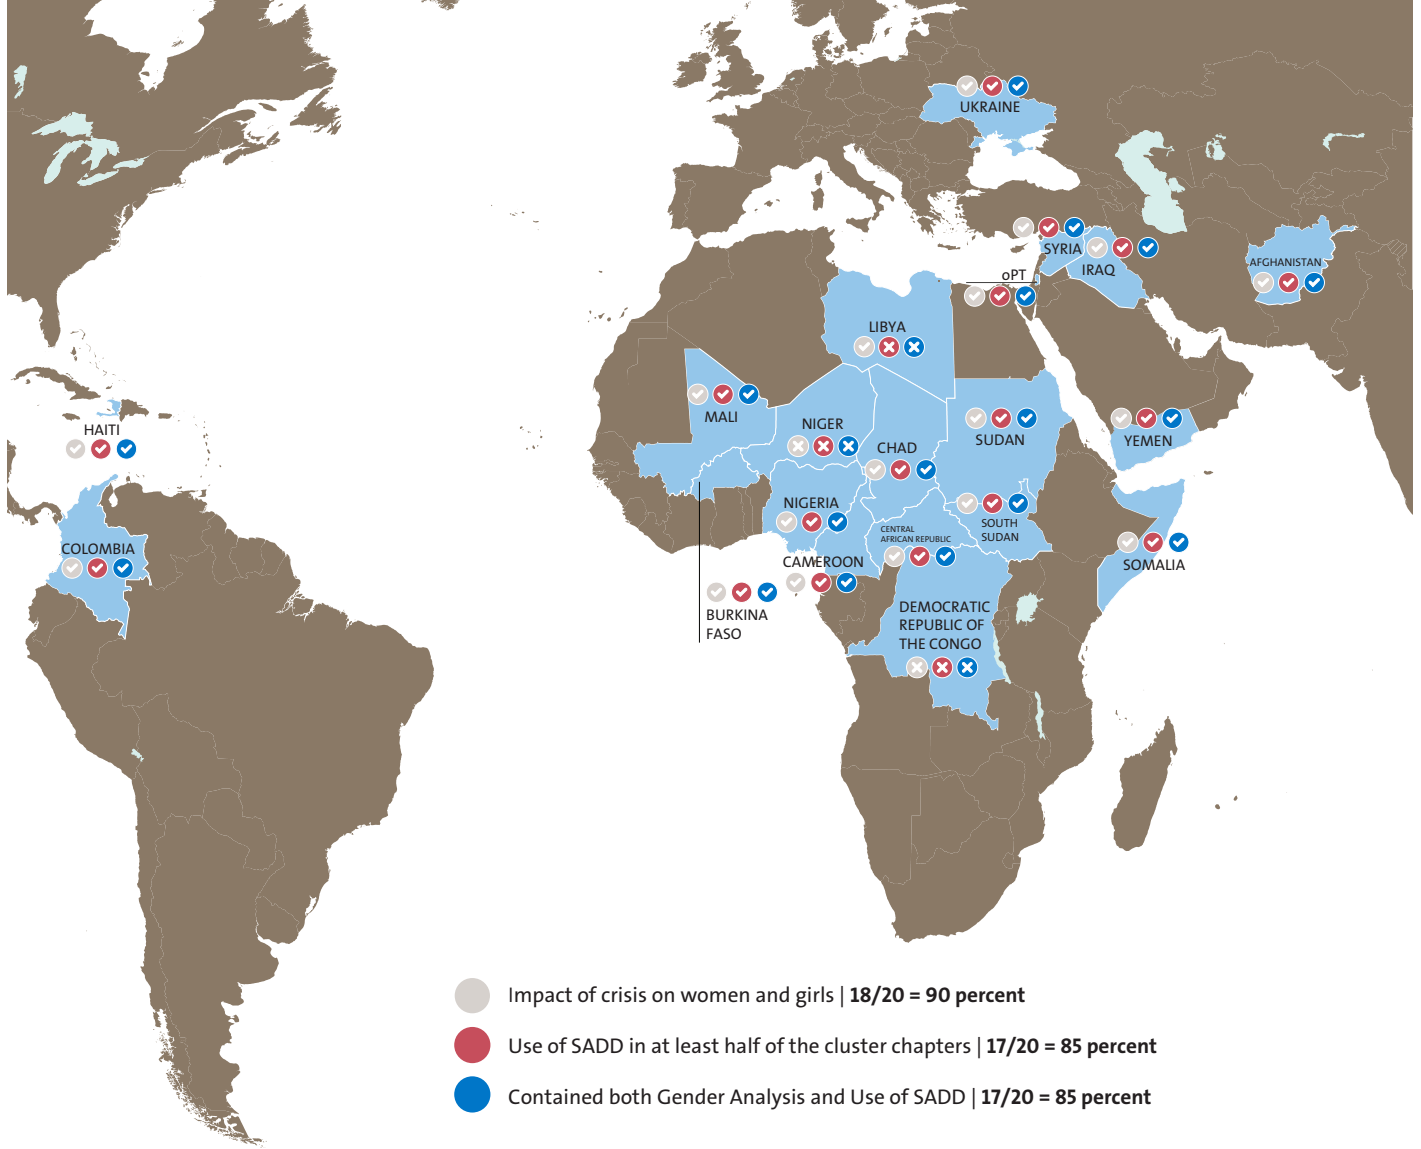 UKRAINE
SYRIA
IRAQ
AFGHANISTAN
oPT
LIBYA
MALI
NIGER
CHAD
SUDAN
YEMEN
HAITI
NIGERIA
SOUTH
SUDAN
CENTRAL
AFRICAN REPUBLIC
COLOMBIA
CAMEROON
SOMALIA
BURKINA
FASO
DEMOCRATIC
REPUBLIC OF
THE CONGO
Impact of crisis on women and girls | 18/20 = 90 percent
Use of SADD in at least half of the cluster chapters | 17/20 = 85 percent
Contained both Gender Analysis and Use of SADD | 17/20 = 85 percent